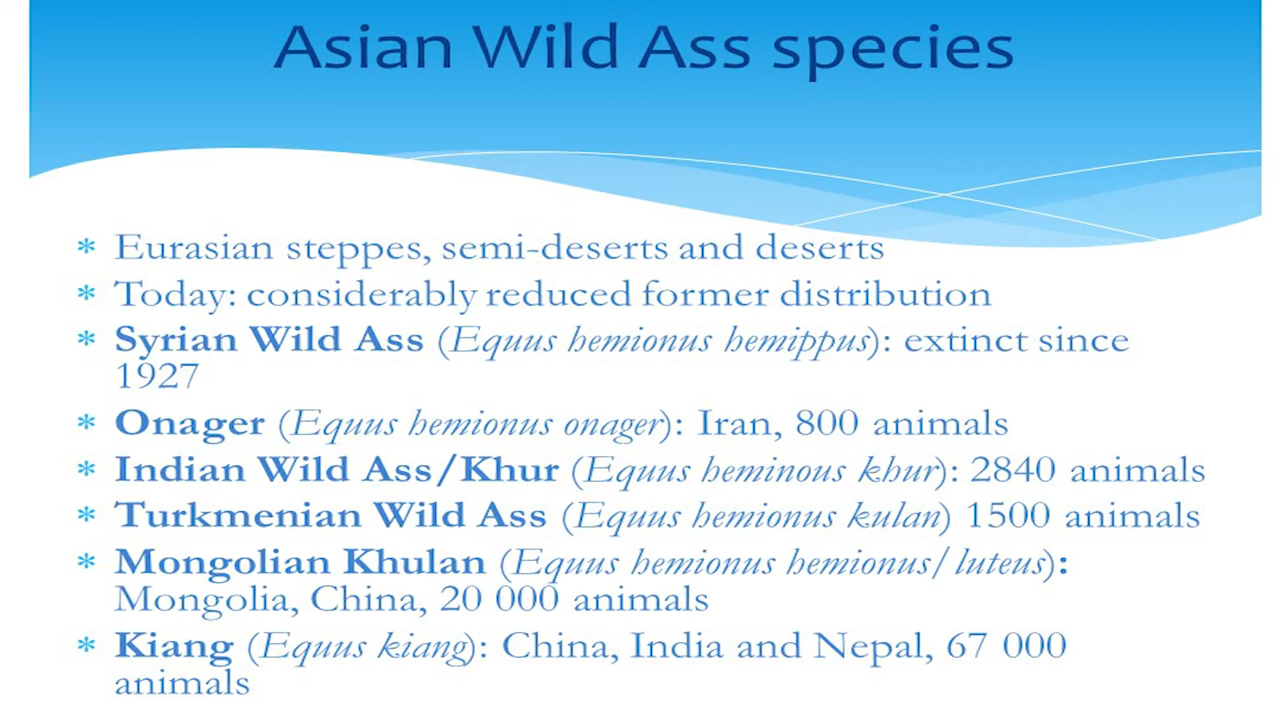 Asian Wild Ass species
* Eurasian steppes, semi-deserts and deserts
* Today: considerably reduced former distribution
* Syrian Wild Ass (Equus hemionus hemippus): extinct since
1927
* Onager (Equus hemionus onager): Iran, 800 animals
* Indian Wild Ass/Khur (Equus heminous khur): 2840 animals
* Turkmenian Wild Ass (Equus hemionus kulan) 1500 animals
* Mongolian Khulan (Equus hemionus hemionus/ luteus):
Mongolia, China, 20 000 animals
* Kiang (Equus kiang): China, India and Nepal, 67 000
animals